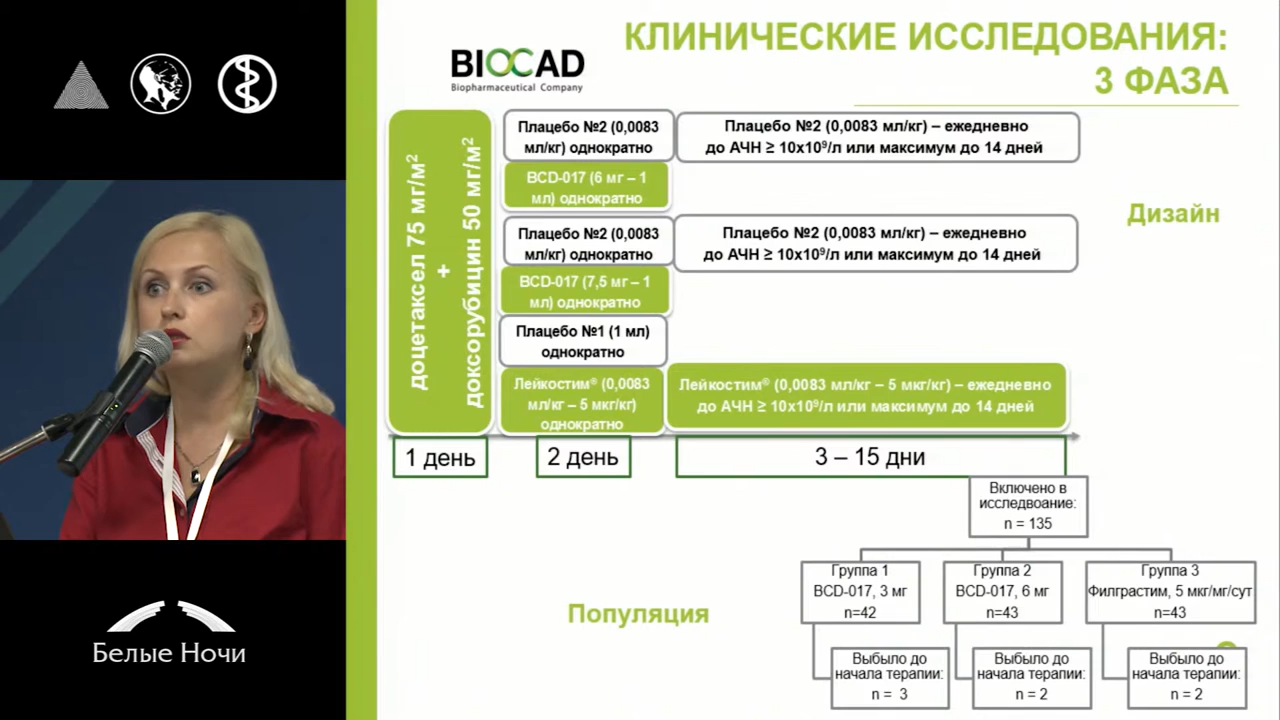 КЛИНИЧЕСКИЕ ИССЛЕДОВАНИЯ:
3 ФАЗА
BIOCAD
Biopharmaceutical Company
доцетаксел 75 мг/м²
+
доксорубицин 50 мг/м²
Плацебо №2 (0,0083
мл/кг) однократно
Плацебо №2 (0,0083 мл/кг) – ежедневно
до АЧН ≥ 10х10⁹/л или максимум до 14 дней
BCD-017 (6 мг – 1
мл) однократно
Плацебо №2 (0,0083
мл/кг) однократно
Плацебо №2 (0,0083 мл/кг) – ежедневно
до АЧН ≥ 10х10⁹/л или максимум до 14 дней
Дизайн
BCD-017 (7,5 мг – 1
мл) однократно
Плацебо №1 (1 мл)
однократно
Лейкостим® (0,0083
мл/кг – 5 мкг/кг)
однократно
Лейкостим® (0,0083 мл/кг – 5 мкг/кг) – ежедневно
до АЧН ≥ 10х10⁹/л или максимум до 14 дней
1 день
2 день
3 – 15 дни
Включено в
исследвоание:
n = 135
Группа 1
BCD-017, 3 мг
n=42
Группа 2
BCD-017, 6 мг
n=43
Группа 3
Филграстим, 5 мкг/мг/сут
n=43
Популяция
Выбыло до
начала терапии:
n = 3
Выбыло до
начала терапии:
n = 2
Выбыло до
начала терапии:
n = 2
Белые Ночи